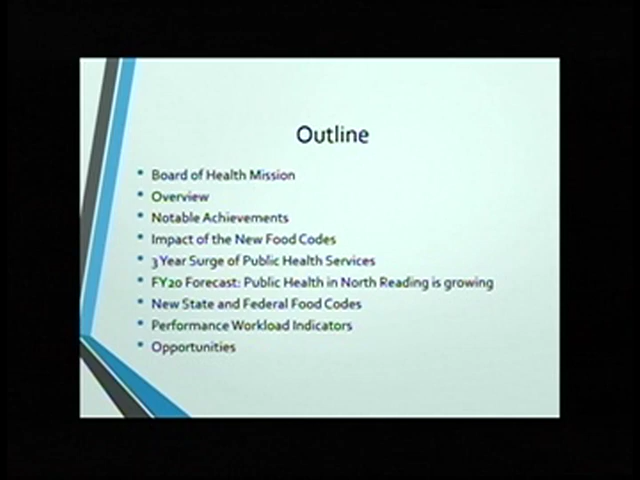 Outline
• Board of Health Mission
• Overview
• Notable Achievements
• Impact of the New Food Codes
• 3 Year Surge of Public Health Services
• FY20 Forecast: Public Health in North Reading is growing
• New State and Federal Food Codes
• Performance Workload Indicators
• Opportunities